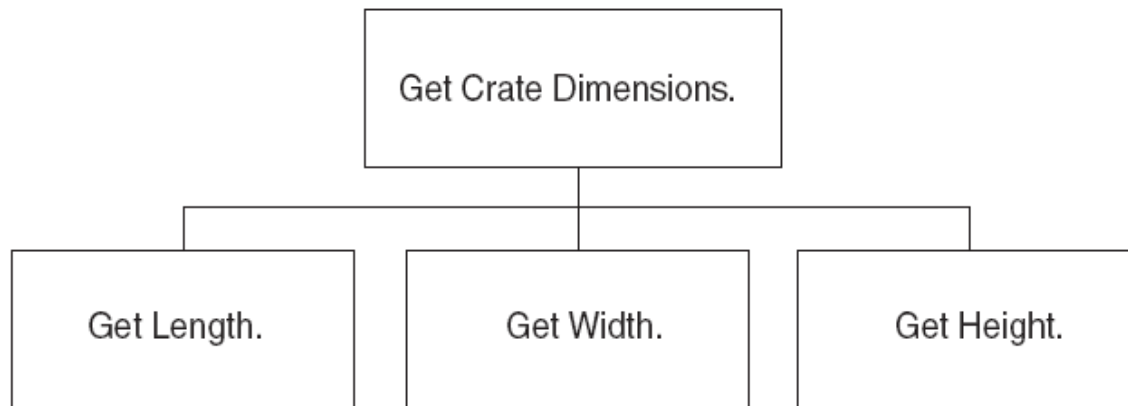 Get Crate Dimensions.
Get Length.
Get Width.
Get Height.